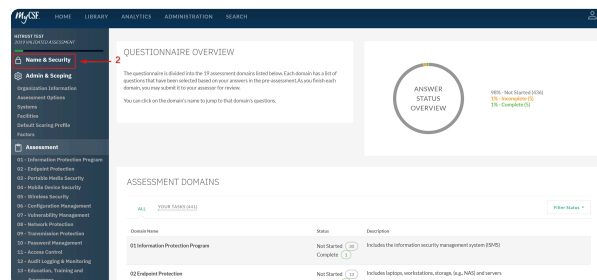 MyCSF.
HOME LIBRARY ANALYTICS ADMINISTRATION SEARCH
HITRUST TEST
2019 VALIDATED ASSESSMENT
Name & Security
2
Admin & Scoping
Organization Information
Assessment Options
Systems
Facilities
Default Scoring Profile
Factors
Assessment
01 - Information Protection Program
02 - Endpoint Protection
03 - Portable Media Security
04 - Mobile Device Security
05 - Wireless Security
06 - Configuration Management
07 - Vulnerability Management
08 - Network Protection
09 - Transmission Protection
10 - Password Management
11 - Access Control
12 - Audit Logging & Monitoring
13 - Education, Training and
QUESTIONNAIRE OVERVIEW
The questionnaire is divided into the 19 assessment domains listed below. Each domain has a list of
questions that have been selected based on your answers in the pre-assessment. As you finish each
domain, you may submit it to your assessor for review.
You can click on the domain's name to jump to that domain's questions.
ANSWER
STATUS
OVERVIEW
98% - Not Started (436)
1% - Incomplete (5)
1% - Complete (5)
ASSESSMENT DOMAINS
ALL YOUR TASKS (441)
Filter Status
Domain Name Status Description
01 Information Protection Program Not Started Includes the information security management system (ISMS)
Complete 1
02 Endpoint Protection Not Started 13 Includes laptops, workstations, storage, (e.g., NAS) and servers